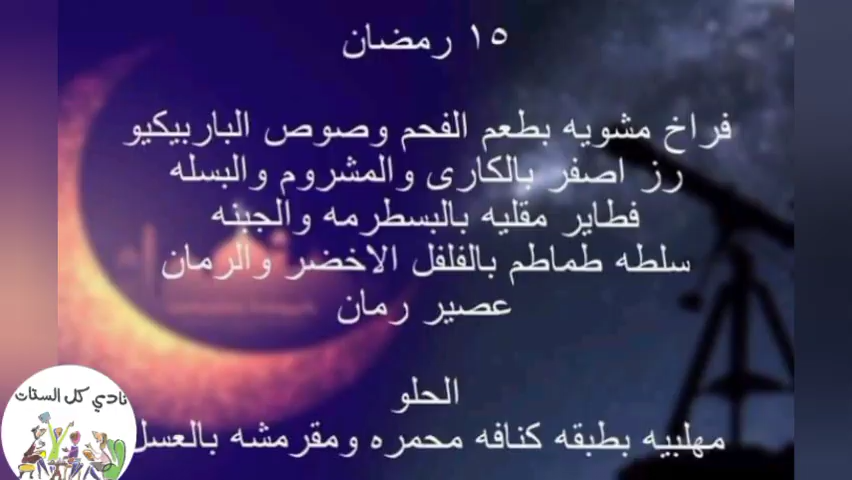 ١٥ رمضان
فراخ مشويه بطعم الفحم وصوص الباربيكيو
رز اصفر بالكارى والمشروم والبسله
فطاير مقليه بالبسطرمه والجبنه
سلطه طماطم بالفلفل الاخضر والرمان
عصير رمان
الحلو
مهلبيه بطبقه كنافه محمره ومقرمشه بالعسل
نادي كل الستات